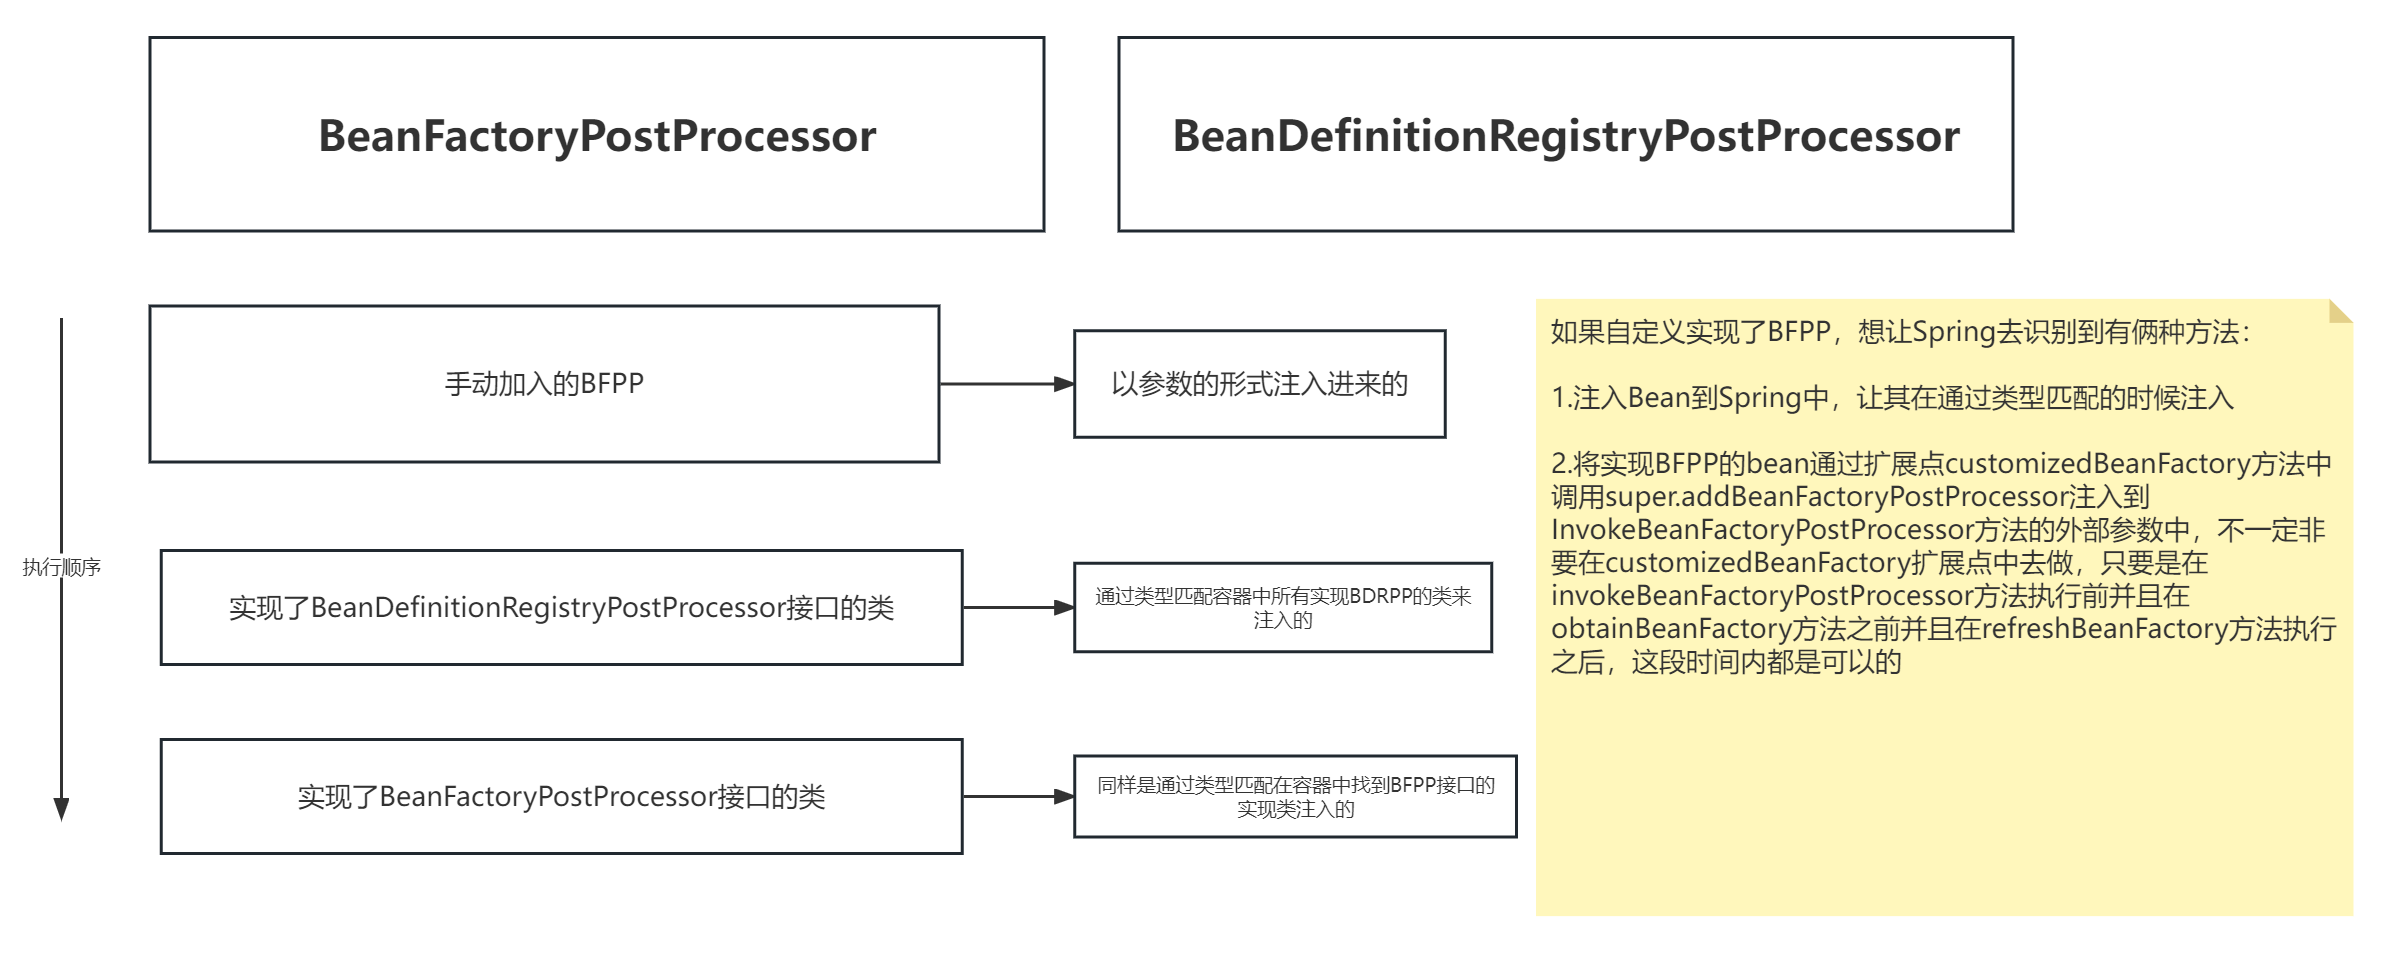 BeanFactoryPostProcessor
BeanDefinitionRegistryPostProcessor
执行顺序
手动加入的BFPP
以参数的形式注入进来的
实现了BeanDefinitionRegistryPostProcessor接口的类
通过类型匹配容器中所有实现BDRPP的类来
注入的
实现了BeanFactoryPostProcessor接口的类
同样是通过类型匹配在容器中找到BFPP接口的
实现类注入的
如果自定义实现了BFPP，想让Spring去识别到有俩种方法：
1.注入Bean到Spring中，让其在通过类型匹配的时候注入
2.将实现BFPP的bean通过扩展点customizedBeanFactory方法中
调用super.addBeanFactoryPostProcessor注入到
InvokeBeanFactoryPostProcessor方法的外部参数中，不一定非
要在customizedBeanFactory扩展点中去做，只要是在
invokeBeanFactoryPostProcessor方法执行前并且在
obtainBeanFactory方法之前并且在refreshBeanFactory方法执行
之后，这段时间内都是可以的